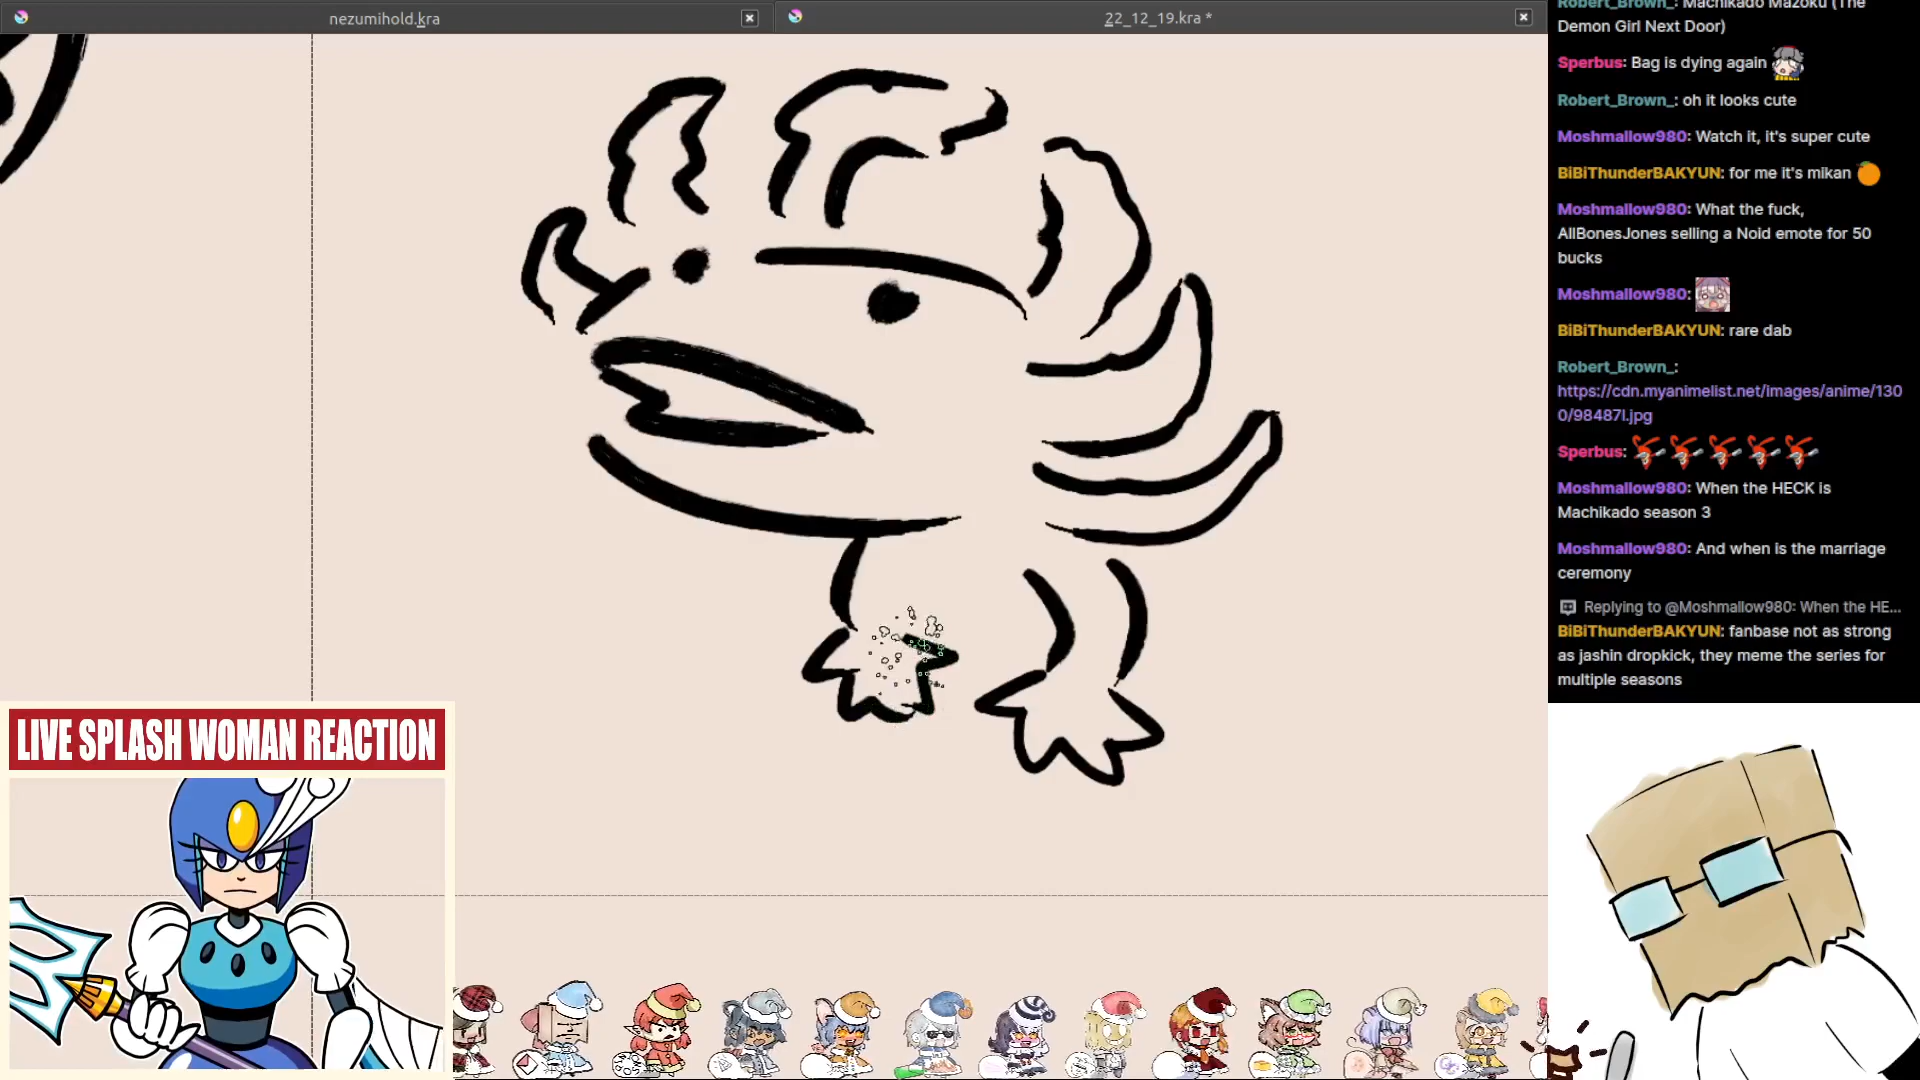 nezumihold.kra
22_12_19.kra *
Robert_Brown_: Machikado Mazoku (The
Demon Girl Next Door)
Sperbus: Bag is dying again
Robert_Brown_: oh it looks cute
Moshmallow980: Watch it, it's super cute
BiBiThunderBAKYUN: for me it's mikan
Moshmallow980: What the fuck,
AllBonesJones selling a Noid emote for 50
bucks
Moshmallow980:
BiBiThunderBAKYUN: rare dab
Robert_Brown_:
https://cdn.myanimelist.net/images/anime/130
0/98487l.jpg
Sperbus:
Moshmallow980: When the HECK is
Machikado season 3
Moshmallow980: And when is the marriage
ceremony
Replying to @Moshmallow980: When the HE...
BiBiThunderBAKYUN: fanbase not as strong
as jashin dropkick, they meme the series for
multiple seasons
LIVE SPLASH WOMAN REACTION